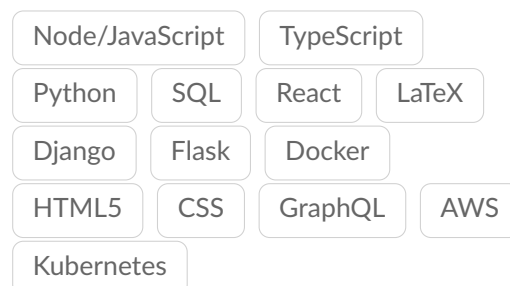 Node/JavaScript TypeScript
Python SQL React LaTeX
Django Flask Docker
HTML5 CSS GraphQL AWS
Kubernetes